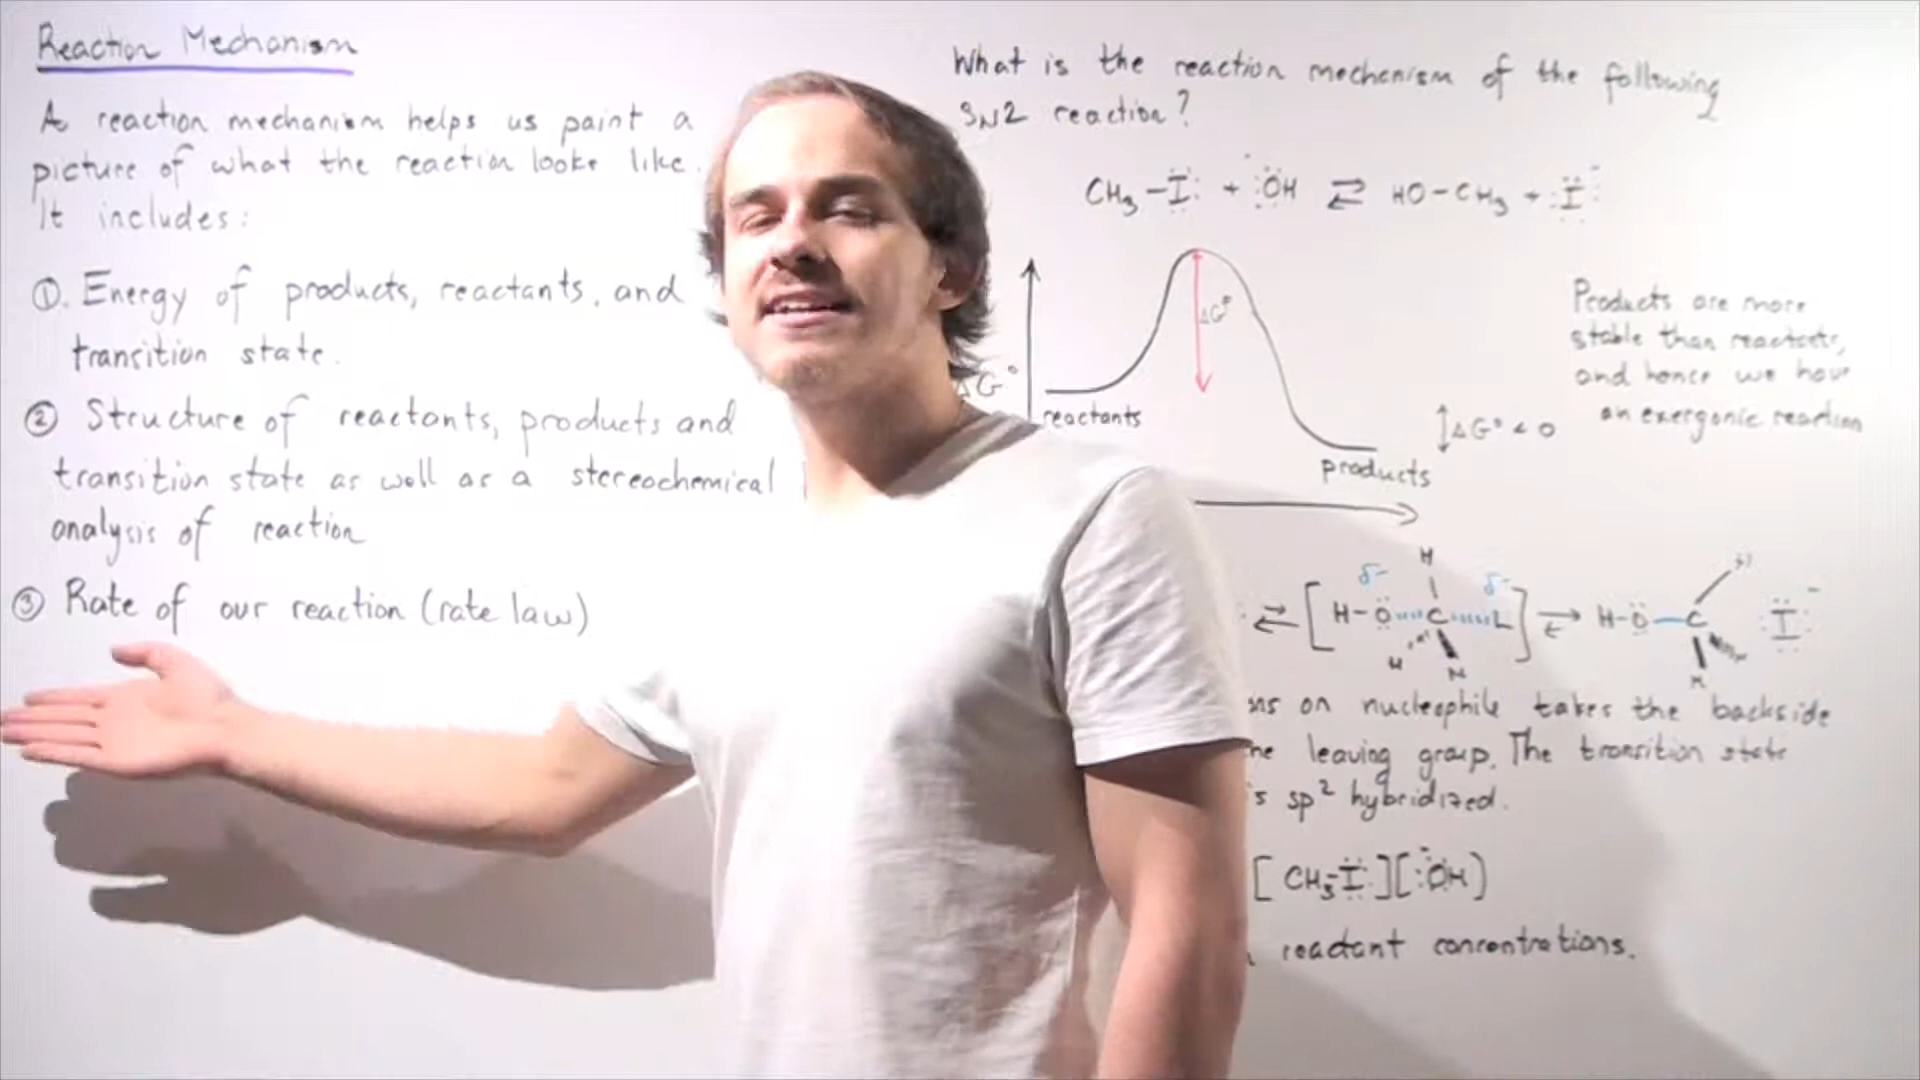 Reaction Mechanism
A reaction mechanism helps us paint a
picture of what the reaction looks like.
It includes:
①. Energy of products, reactants, and
transition state.
② Structure of reactants, products and
transition state as well as a stereochemical
analysis of reaction
③ Rate of our reaction (rate law)
What is the reaction mechanism of the following
SN2 reaction?
CH₃-I + OH ⇌ HO-CH₃ + I⁻
ΔG°
reactants
products
ΔG° < 0
Products are more
stable than reactants,
and hence we have
an exergonic reaction
δ⁻ H δ⁻
⇌ [H-O C L] ⇌ H-O-C I⁻
H H H
on nucleophile takes the backside
leaving group. The transition state
sp² hybridized.
[CH₃-I][OH]
reactant concentrations.